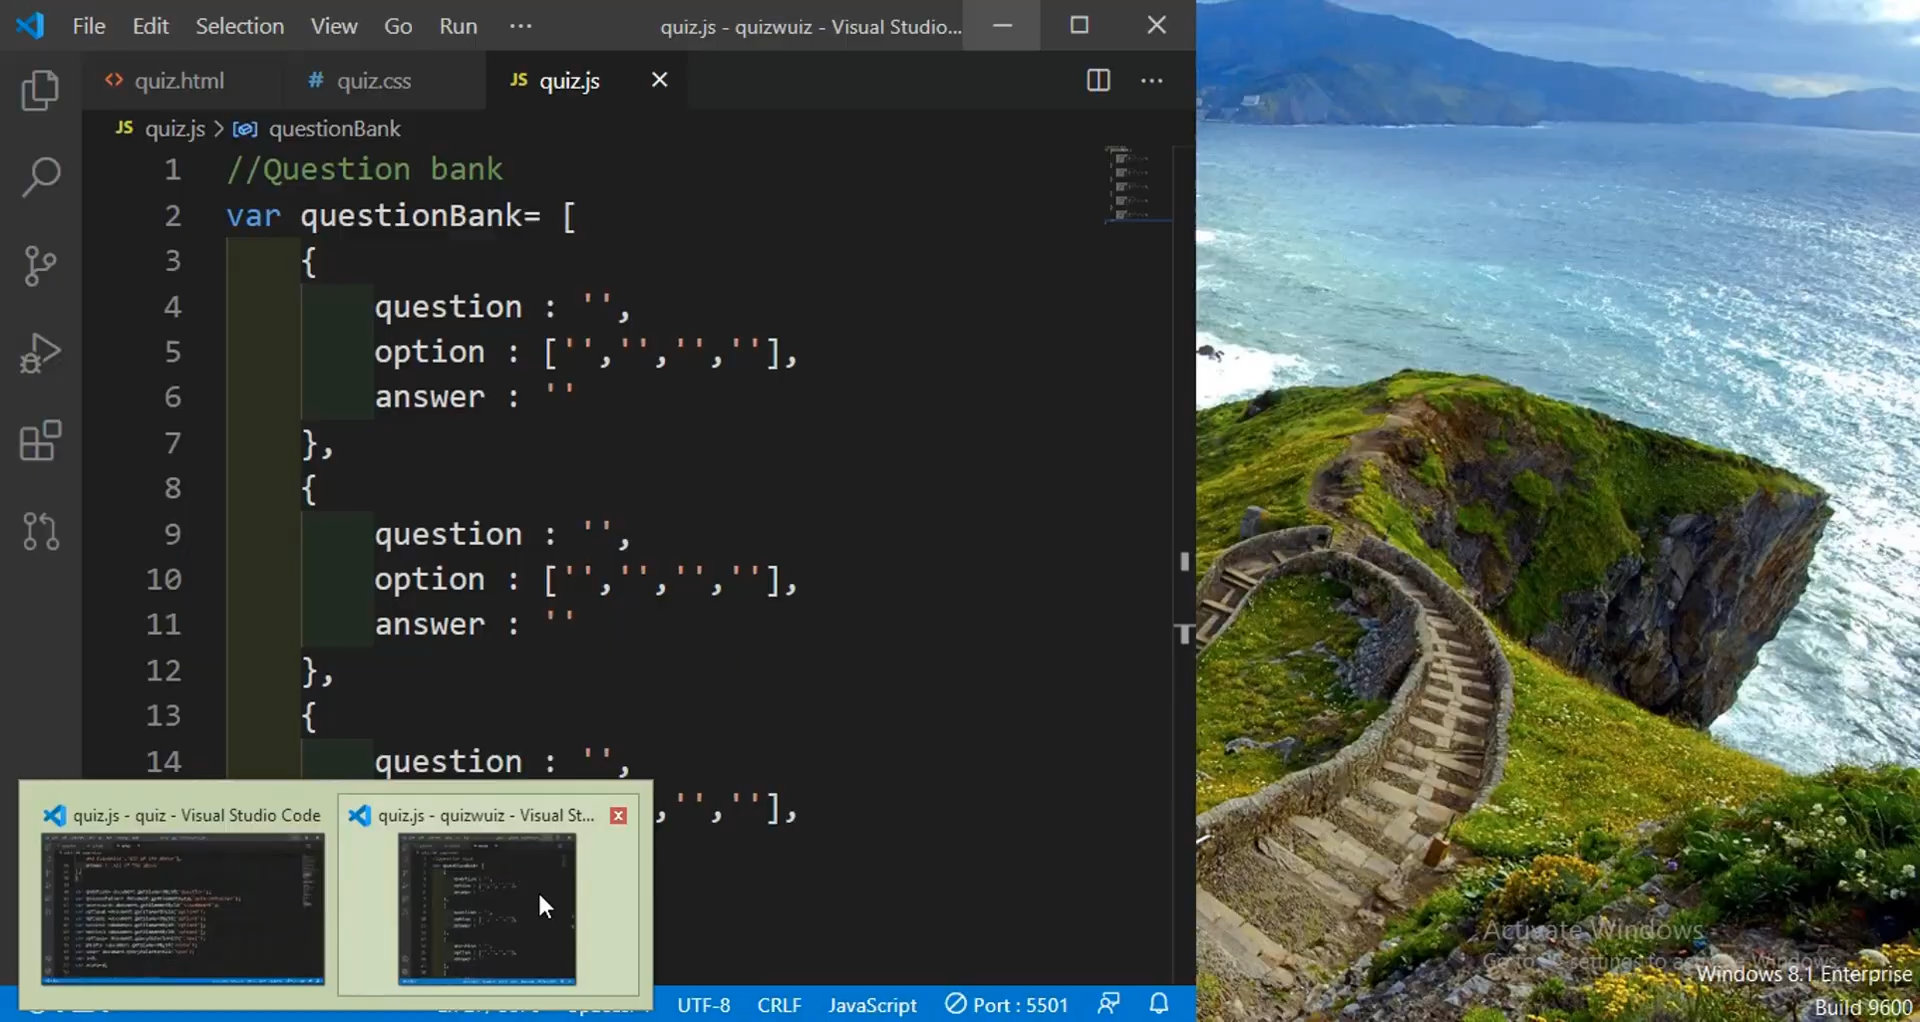 File Edit Selection View Go Run ··· quiz.js - quizwuiz - Visual Studio...
<> quiz.html # quiz.css JS quiz.js
JS quiz.js > questionBank
1 //Question bank
2 var questionBank= [
3 {
4 question : '',
5 option : ['','','',''],
6 answer : ''
7 },
8 {
9 question : '',
10 option : ['','','',''],
11 answer : ''
12 },
13 {
14 question : '',
,'',''],
quiz.js - quiz - Visual Studio Code
quiz.js - quizwuiz - Visual St...
UTF-8 CRLF JavaScript Port : 5501
Activate Windows
Windows 8.1 Enterprise
Build 9600